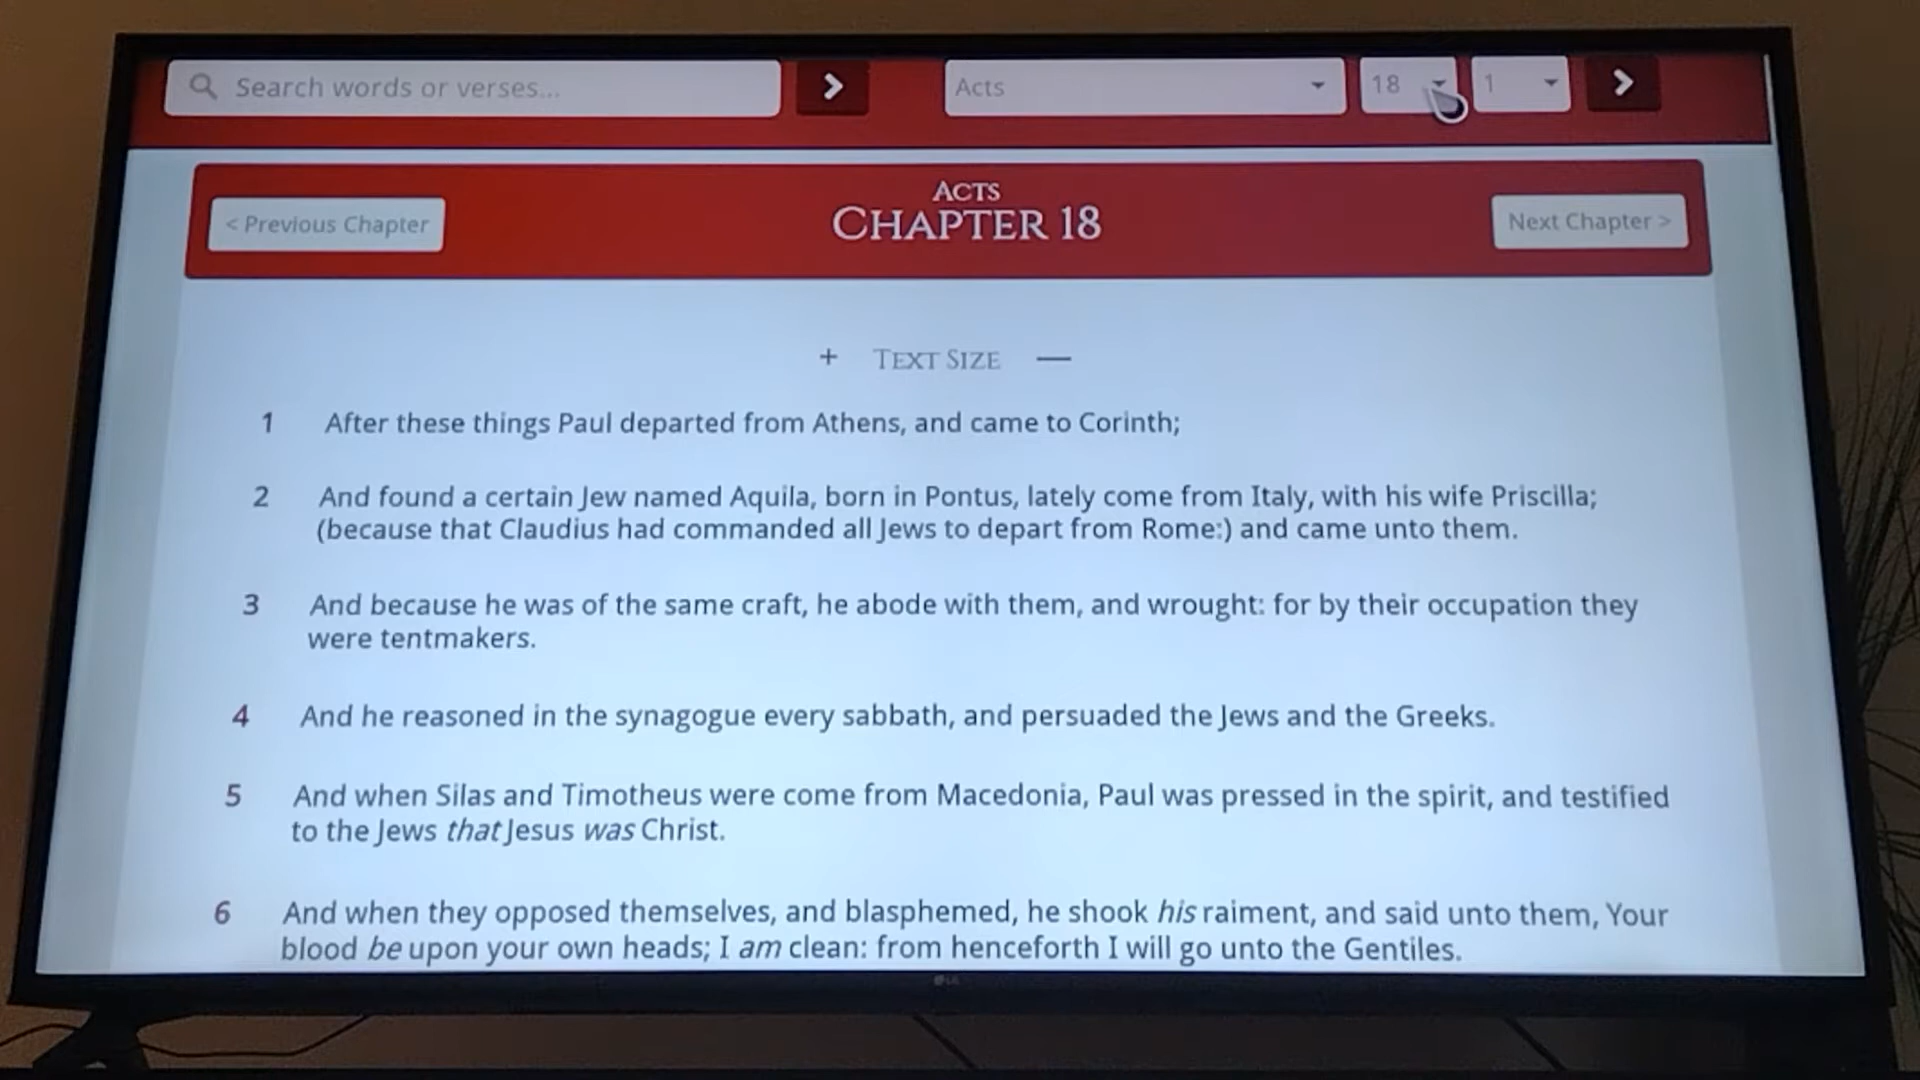 Search words or verses...
Acts
18
1
< Previous Chapter
ACTS
CHAPTER 18
Next Chapter >
+ TEXT SIZE —
1 After these things Paul departed from Athens, and came to Corinth;
2 And found a certain Jew named Aquila, born in Pontus, lately come from Italy, with his wife Priscilla;
(because that Claudius had commanded all Jews to depart from Rome:) and came unto them.
3 And because he was of the same craft, he abode with them, and wrought: for by their occupation they
were tentmakers.
4 And he reasoned in the synagogue every sabbath, and persuaded the Jews and the Greeks.
5 And when Silas and Timotheus were come from Macedonia, Paul was pressed in the spirit, and testified
to the Jews that Jesus was Christ.
6 And when they opposed themselves, and blasphemed, he shook his raiment, and said unto them, Your
blood be upon your own heads; I am clean: from henceforth I will go unto the Gentiles.
LG